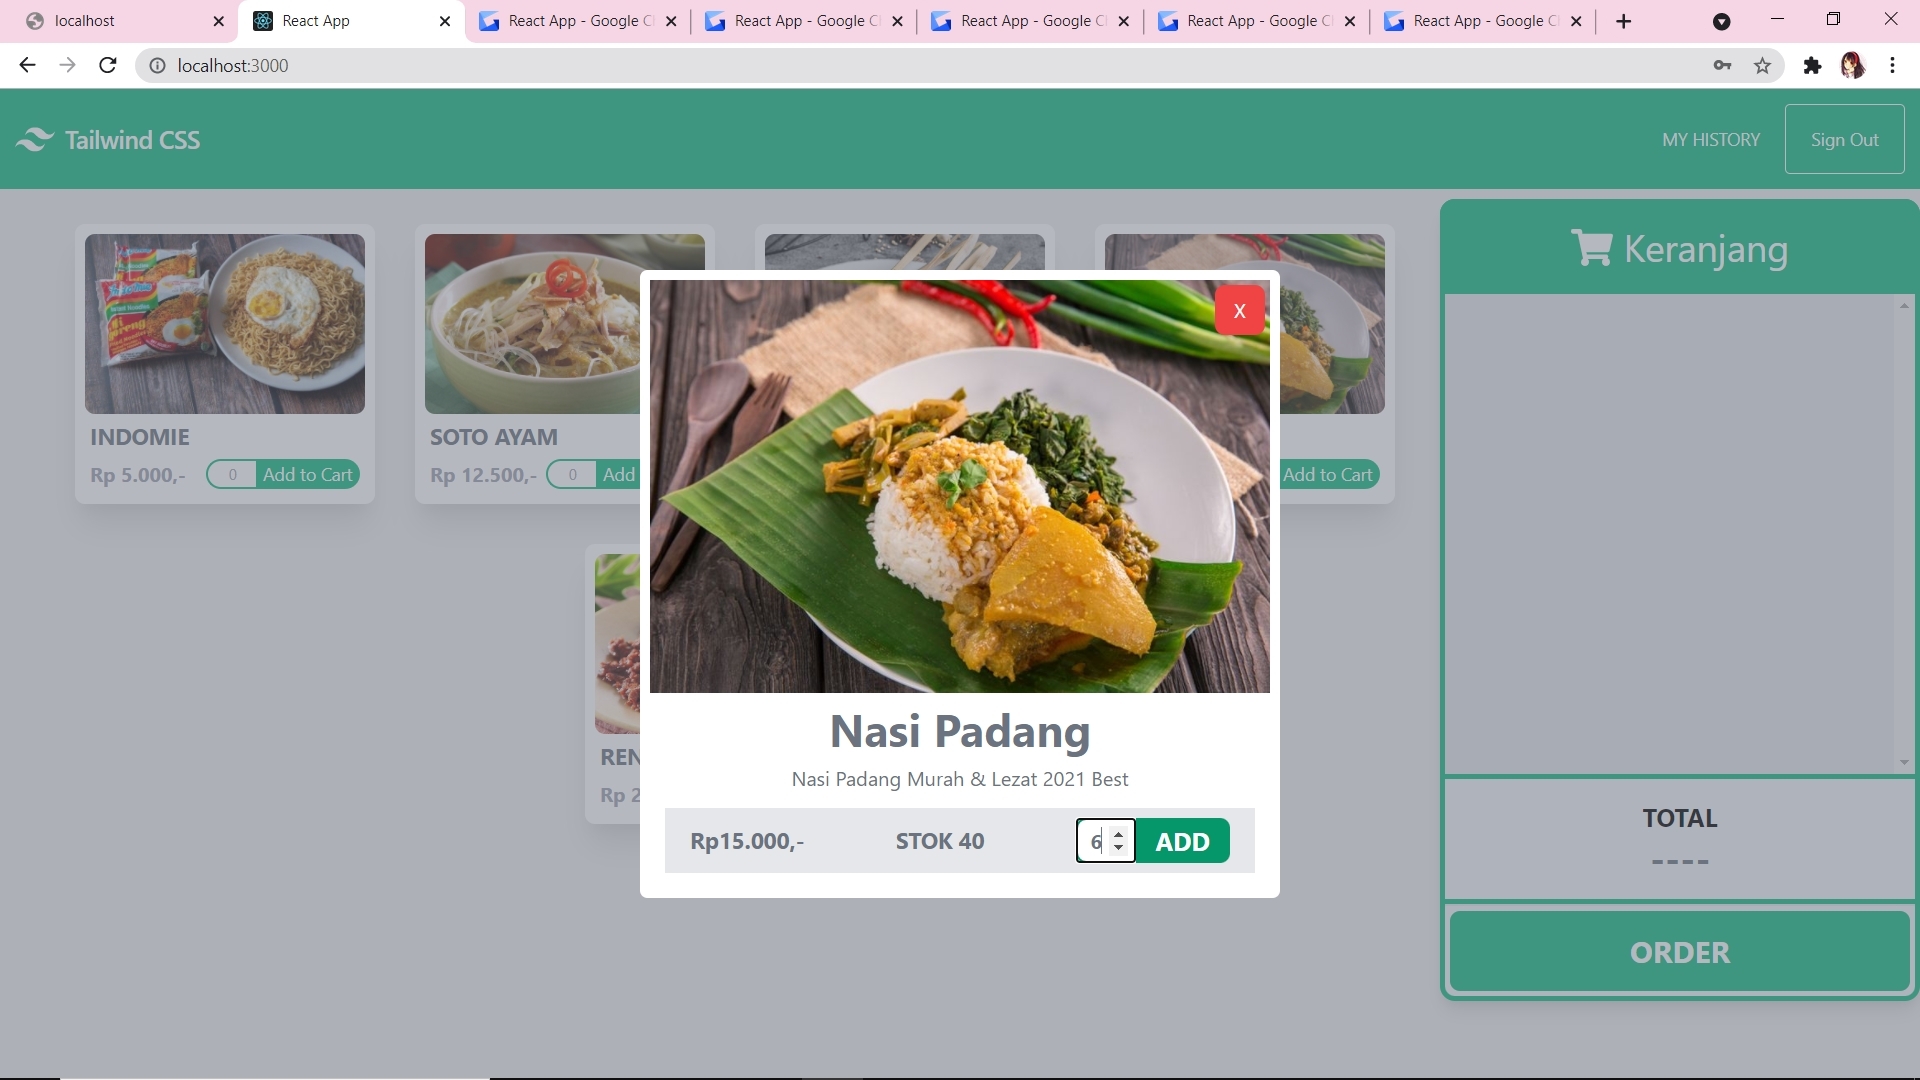 localhost
React App
React App - Google C
React App - Google C
React App - Google C
React App - Google C
React App - Google C
localhost:3000
Tailwind CSS
MY HISTORY
Sign Out
Keranjang
INDOMIE
Rp 5.000,-
0
Add to Cart
SOTO AYAM
Rp 12.500,-
0
Add
Add to Cart
REN
Rp 2
X
Nasi Padang
Nasi Padang Murah & Lezat 2021 Best
Rp15.000,-
STOK 40
6
ADD
TOTAL
----
ORDER